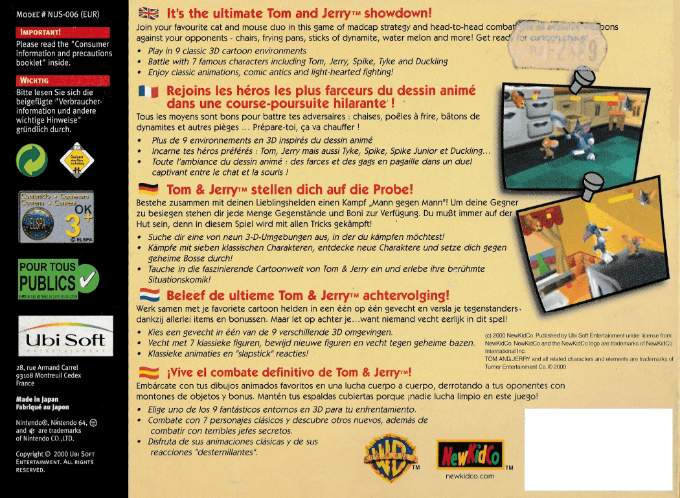 MODEL # NUS-006 (EUR)
IMPORTANT!
Please read the "Consumer
information and precautions
booklet" inside.
WICHTIG
Bitte lesen Sie sich die
beigefügte "Verbraucher-
information und andere
wichtige Hinweise"
gründlich durch.
OK
ELSPA
3+
© ELSPA
POUR TOUS
PUBLICS
Ubi Soft
ENTERTAINMENT
28, rue Armand Carrel
93108 Montreuil Cedex
France
Made in Japan
Fabriqué au Japon
Nintendo®, Nintendo 64,
and are trademarks
of Nintendo CO.,LTD.
Copyright © 2000 UBI SOFT
ENTERTAINMENT. ALL RIGHTS
RESERVED.
It's the ultimate Tom and Jerry™ showdown!
Join your favourite cat and mouse duo in this game of madcap strategy and head-to-head combat
against your opponents - chairs, frying pans, sticks of dynamite, water melon and more! Get ready for cartoon chaos!
• Play in 9 classic 3D cartoon environments
• Battle with 7 famous characters including Tom, Jerry, Spike, Tyke and Duckling
• Enjoy classic animations, comic antics and light-hearted fighting!
Rejoins les héros les plus farceurs du dessin animé
dans une course-poursuite hilarante !
Tous les moyens sont bons pour battre tes adversaires : chaises, poêles à frire, bâtons de
dynamites et autres pièges ... Prépare-toi, ça va chauffer !
• Plus de 9 environnements en 3D inspirés du dessin animé
• Incarne tes héros préférés : Tom, Jerry mais aussi Tyke, Spike, Spike Junior et Duckling...
• Toute l'ambiance du dessin animé : des farces et des gags en pagaille dans un duel
captivant entre le chat et la souris !
Tom & Jerry™ stellen dich auf die Probe!
Bestehe zusammen mit deinen Lieblingshelden einen Kampf „Mann gegen Mann"! Um deine Gegner
zu besiegen stehen dir jede Menge Gegenstände und Boni zur Verfügung. Du mußt immer auf der
Hut sein, denn in diesem Spiel wird mit allen Tricks gekämpft!
• Suche dir eine von neun 3-D-Umgebungen aus, in der du kämpfen möchtest!
• Kämpfe mit sieben klassischen Charakteren, entdecke neue Charaktere und setze dich gegen
geheime Bosse durch!
• Tauche in die faszinierende Cartoonwelt von Tom & Jerry ein und erlebe ihre berühmte
Situationskomik!
Beleef de ultieme Tom & Jerry™ achtervolging!
Werk samen met je favoriete cartoon helden in een één op één gevecht en versla je tegenstanders
dankzij allerlei items en bonussen. Maar let op achter je...want niemand vecht eerlijk in dit spel!
• Kies een gevecht in één van de 9 verschillende 3D omgevingen.
• Vecht met 7 klassieke figuren, bevrijd nieuwe figuren en vecht tegen geheime bazen.
• Klassieke animaties en "slapstick" reacties!
¡Vive el combate definitivo de Tom & Jerry™!
Embárcate con tus dibujos animados favoritos en una lucha cuerpo a cuerpo, derrotando a tus oponentes con
montones de objetos y bonus. Mantén tus espaldas cubiertas porque ¡nadie lucha limpio en este juego!
• Elige uno de los 9 fantásticos entornos en 3D para tu enfrentamiento.
• Combate con 7 personajes clásicos y descubre otros nuevos, además de
combatir con terribles jefes secretos.
• Disfruta de sus animaciones clásicas y de sus
reacciones "desternillantes".
(c) 2000 NewKidCo. Published by Ubi Soft Entertainment under license from
NewKidCo. NewKidCo and the NewKidCo logo are trademarks of NewKidCo
International Inc.
TOM AND JERRY and all related characters and elements are trademarks of
Turner Entertainment Co. © 2000
WB
TM
NewKidCo
TM
newkidco.com